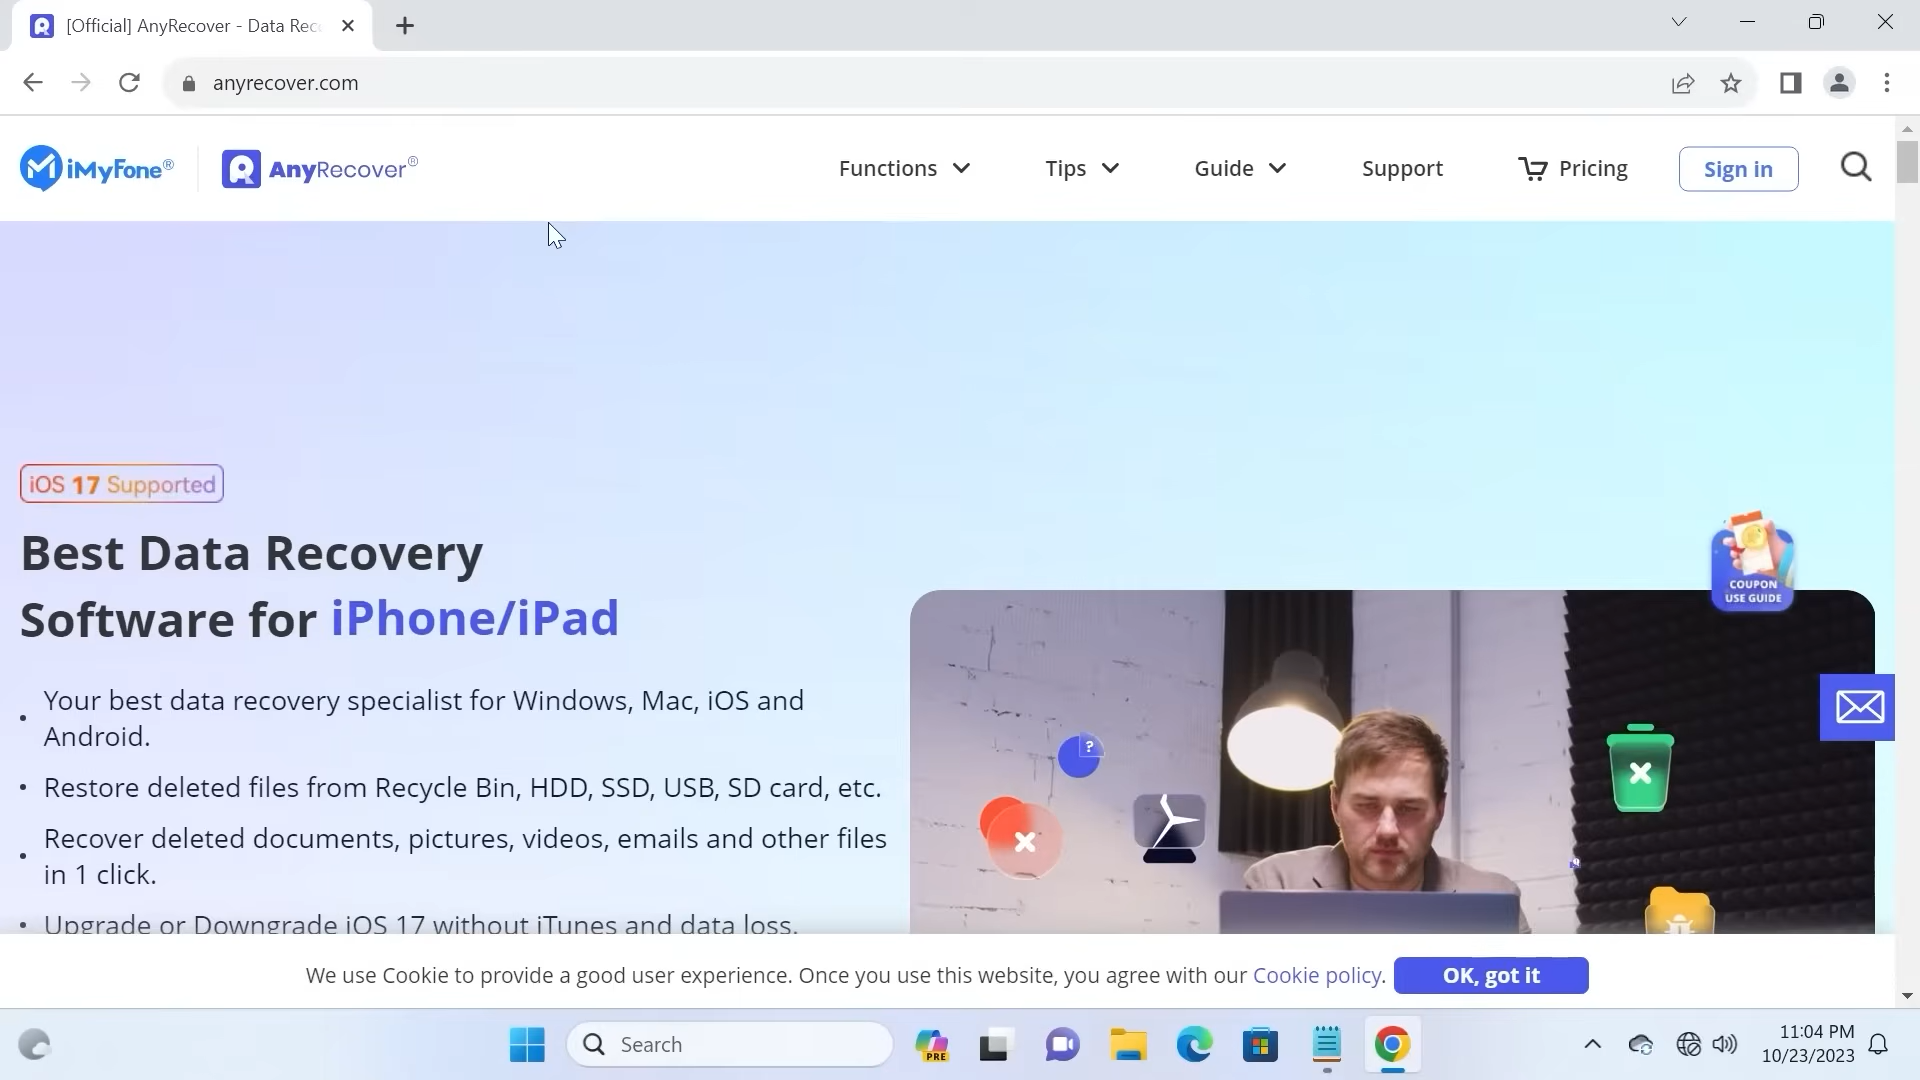 [Official] AnyRecover - Data Rec
anyrecover.com
iMyFone®
AnyRecover®
Functions
Tips
Guide
Support
Pricing
Sign in
iOS 17 Supported
Best Data Recovery
Software for iPhone/iPad
Your best data recovery specialist for Windows, Mac, iOS and
Android.
Restore deleted files from Recycle Bin, HDD, SSD, USB, SD card, etc.
Recover deleted documents, pictures, videos, emails and other files
in 1 click.
Upgrade or Downgrade iOS 17 without iTunes and data loss.
COUPON
USE GUIDE
?
We use Cookie to provide a good user experience. Once you use this website, you agree with our Cookie policy.
OK, got it
Search
PRE
11:04 PM
10/23/2023